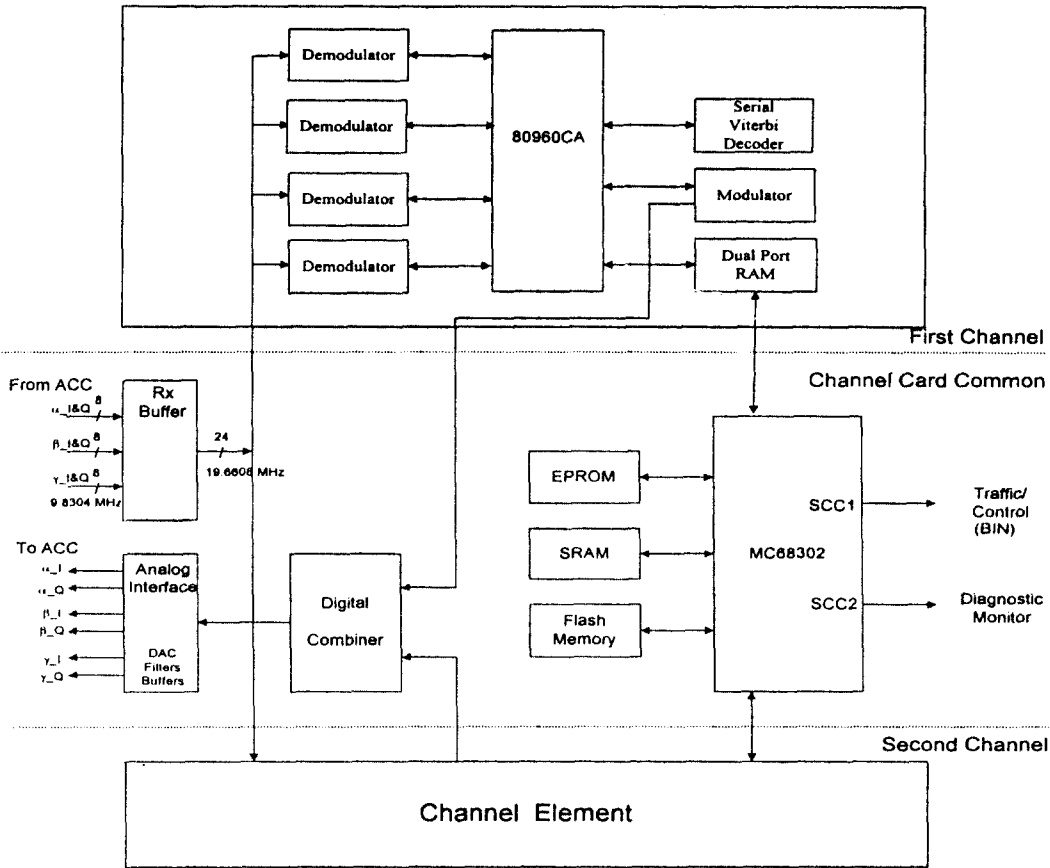 Demodulator
Demodulator
Demodulator
Demodulator
80960CA
Serial
Viterbi
Decoder
Modulator
Dual Port
RAM
First Channel
Channel Card Common
From ACC
α_I&Q 8
β_I&Q 8
γ_I&Q 8
9.8304 MHz
Rx
Buffer
24
19.6608 MHz
To ACC
α_I
α_Q
β_I
β_Q
γ_I
γ_Q
Analog
Interface
DAC
Filters
Buffers
Digital
Combiner
EPROM
SRAM
Flash
Memory
MC68302
SCC1
SCC2
Traffic/
Control
(BIN)
Diagnostic
Monitor
Second Channel
Channel Element